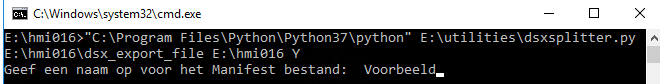 C:\Windows\system32\cmd.exe
E:\hmi016>"C:\Program Files\Python\Python37\python" E:\utilities\dsxsplitter.py
E:\hmi016\dsx_export_file E:\hmi016 Y
Geef een naam op voor het Manifest bestand:  Voorbeeld